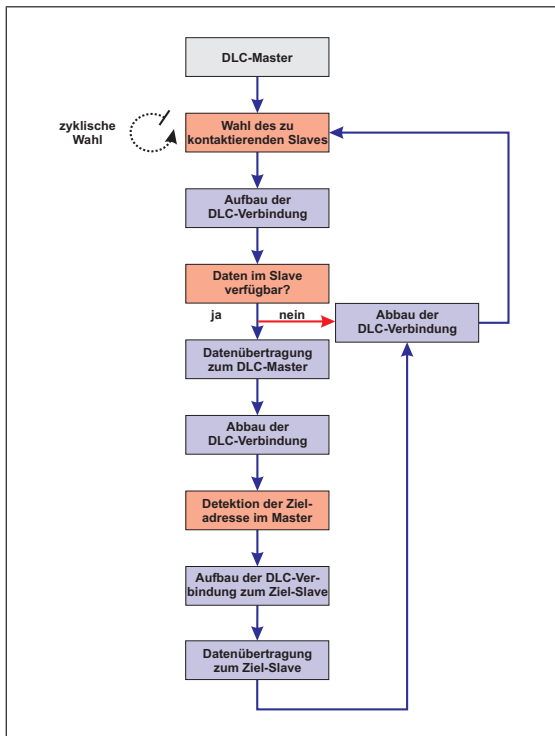 DLC-Master
zyklische
Wahl
Wahl des zu
kontaktierenden Slaves
Aufbau der
DLC-Verbindung
Daten im Slave
verfügbar?
ja
nein
Abbau der
DLC-Verbindung
Datenübertragung
zum DLC-Master
Abbau der
DLC-Verbindung
Detektion der Ziel-
adresse im Master
Aufbau der DLC-Ver-
bindung zum Ziel-Slave
Datenübertragung
zum Ziel-Slave